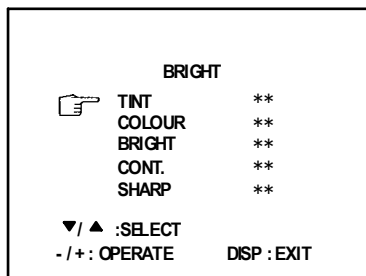 BRIGHT
TINT **
COLOUR **
BRIGHT **
CONT. **
SHARP **
▼/ ▲ :SELECT
- / + : OPERATE DISP : EXIT